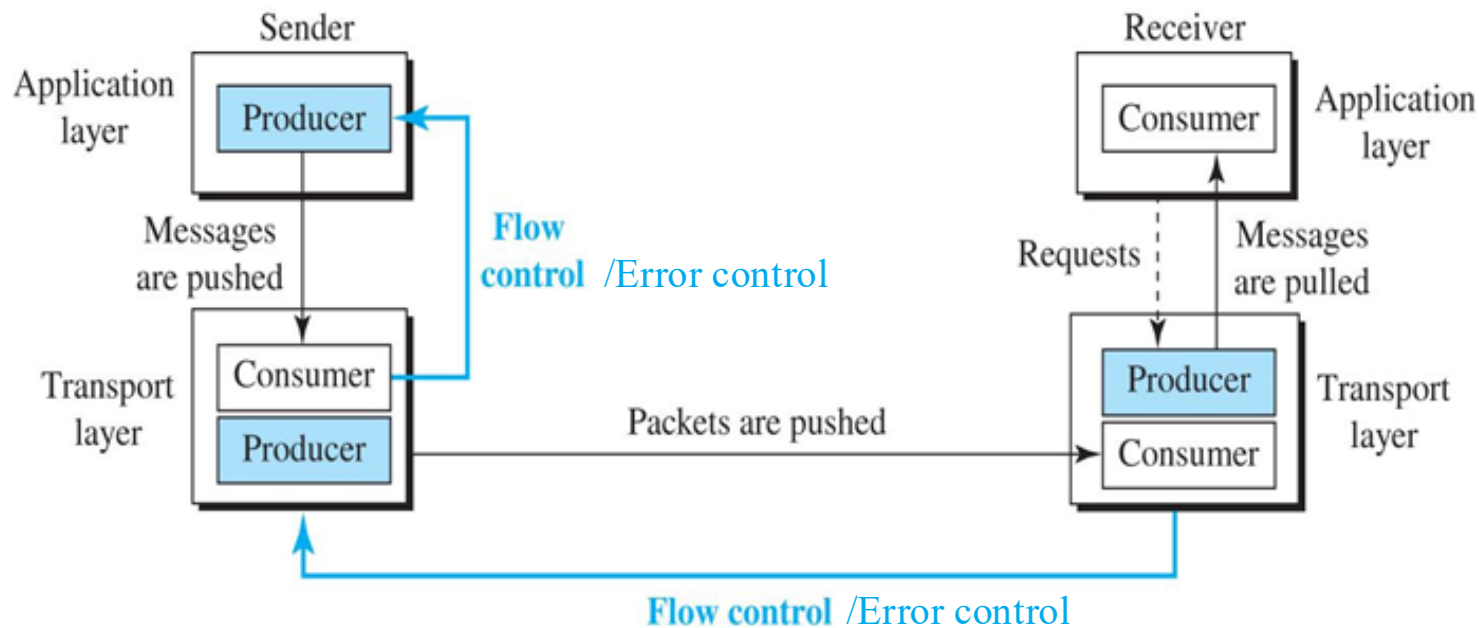 Sender
Receiver
Application
layer
Producer
Consumer
Application
layer
Messages
are pushed
Flow
control /Error control
Requests
Messages
are pulled
Transport
layer
Consumer
Producer
Packets are pushed
Producer
Consumer
Transport
layer
Flow control /Error control